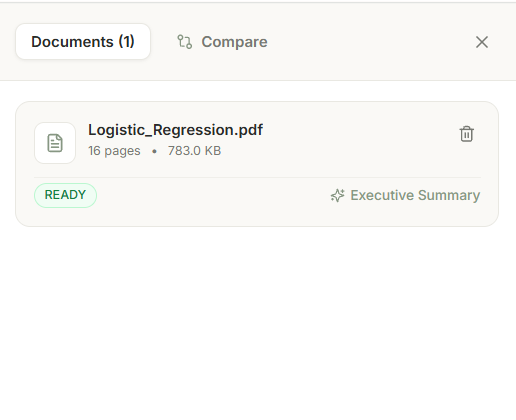 Documents (1) Compare
Logistic_Regression.pdf
16 pages • 783.0 KB
READY Executive Summary